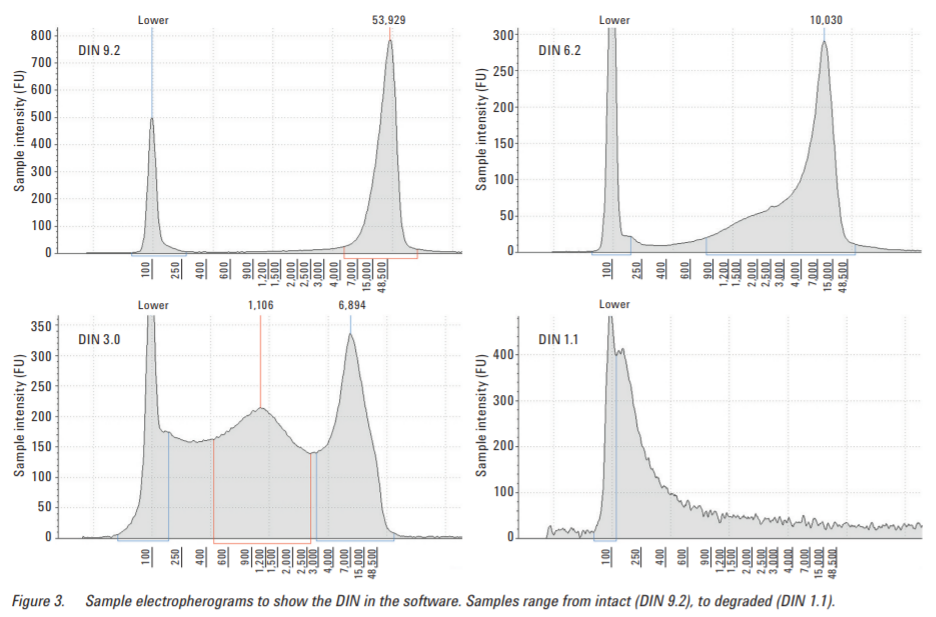 Lower 53,929
DIN 9.2
Sample intensity (FU)
800
700
600
500
400
300
200
100
0
100 250 400 600 900 1,200 1,500 2,000 2,500 3,000 4,000 7,000 15,000 48,500
Lower 10,030
DIN 6.2
Sample intensity (FU)
300
250
200
150
100
50
0
100 250 400 600 900 1,200 1,500 2,000 2,500 3,000 4,000 7,000 15,000 48,500
Lower 1,106 6,894
DIN 3.0
Sample intensity (FU)
350
300
250
200
150
100
50
0
100 250 400 600 900 1,200 1,500 2,000 2,500 3,000 4,000 7,000 15,000 48,500
Lower
DIN 1.1
Sample intensity (FU)
400
300
200
100
0
100 250 400 600 900 1,200 1,500 2,000 2,500 3,000 4,000 7,000 15,000 48,500
Figure 3. Sample electropherograms to show the DIN in the software. Samples range from intact (DIN 9.2), to degraded (DIN 1.1).